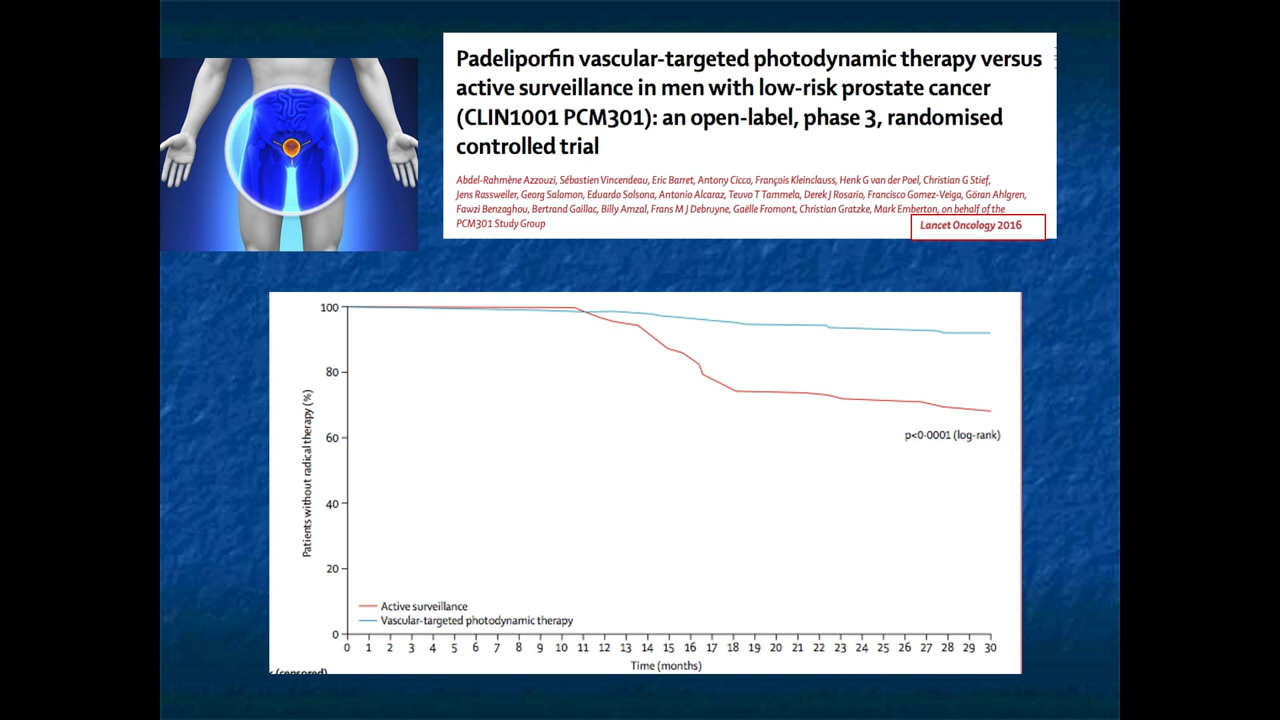 Padeliporfin vascular-targeted photodynamic therapy versus
active surveillance in men with low-risk prostate cancer
(CLIN1001 PCM301): an open-label, phase 3, randomised
controlled trial
Abdel-Rahmène Azzouzi, Sébastien Vincendeau, Eric Barret, Antony Cicco, François Kleinclauss, Henk G van der Poel, Christian G Stief,
Jens Rassweiler, Georg Salomon, Eduardo Solsona, Antonio Alcaraz, Teuvo T Tammela, Derek J Rosario, Francisco Gomez-Veiga, Göran Ahlgren,
Fawzi Benzaghou, Bertrand Gaillac, Billy Amzal, Frans M J Debruyne, Gaëlle Fromont, Christian Gratzke, Mark Emberton, on behalf of the
PCM301 Study Group
Lancet Oncology 2016
100
80
60
40
20
0
Patients without radical therapy (%)
p<0·0001 (log-rank)
Active surveillance
Vascular-targeted photodynamic therapy
0 1 2 3 4 5 6 7 8 9 10 11 12 13 14 15 16 17 18 19 20 21 22 23 24 25 26 27 28 29 30
Time (months)
(censored)